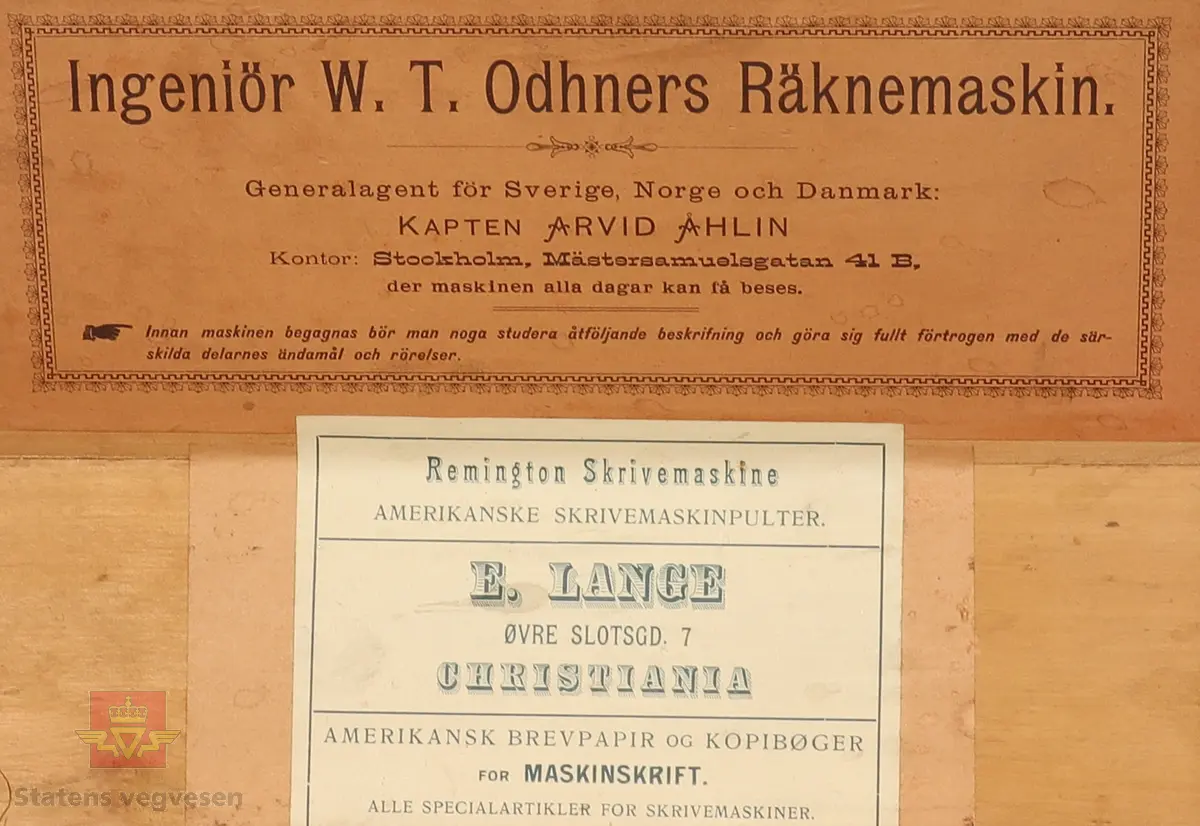 Ingeniör W. T. Odhners Räknemaskin.
Generalagent för Sverige, Norge och Danmark:
KAPTEN ARVID ÅHLIN
Kontor: Stockholm, Mästersamuelsgatan 41 B,
der maskinen alla dagar kan få beses.
Innan maskinen begagnas bör man noga studera åtföljande beskrifning och göra sig fullt förtrogen med de sär-
skilda delarnes ändamål och rörelser.
Remington Skrivemaskine
AMERIKANSKE SKRIVEMASKINPULTER.
E. LANGE
ØVRE SLOTSGD. 7
CHRISTIANIA
AMERIKANSK BREVPAPIR OG KOPIBØGER
FOR MASKINSKRIFT.
ALLE SPECIALARTIKLER FOR SKRIVEMASKINER.
Statens vegvesen